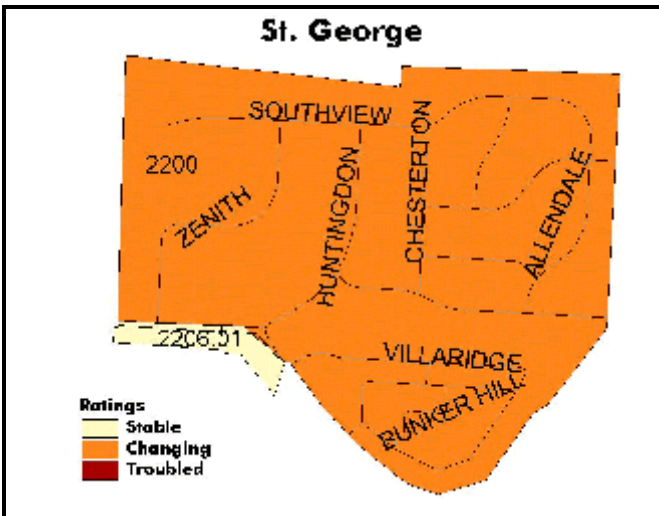 St. George
SOUTHVIEW
2200
ZENITH
HUNTINGDON
CHESTERTON
ALLENDALE
2206.01
VILLARIDGE
BUNKER HILL
Ratings
Stable
Changing
Troubled